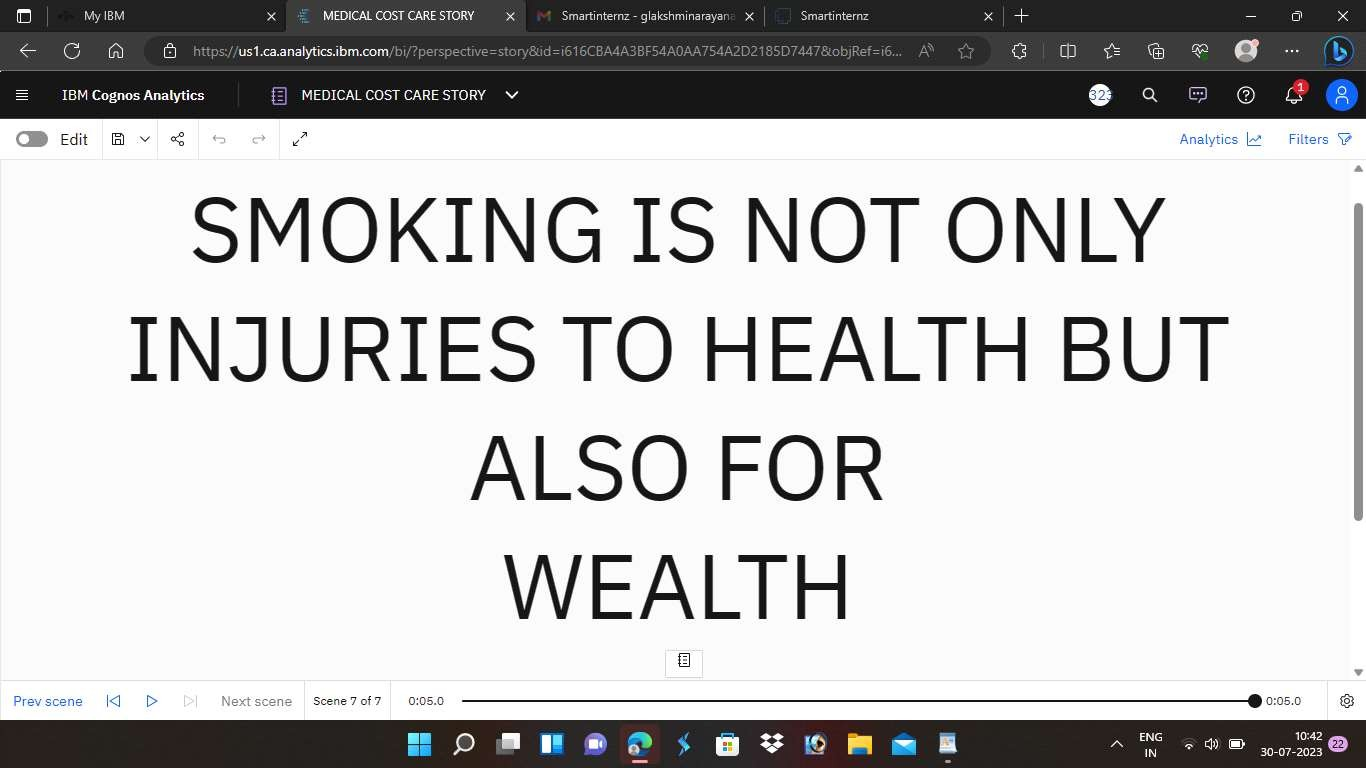 My IBM
MEDICAL COST CARE STORY
Smartinternz - glakshminarayana
Smartinternz
https://us1.ca.analytics.ibm.com/bi/?perspective=story&id=i616CBA4A3BF54A0AA754A2D2185D7447&objRef=i6...
IBM Cognos Analytics
MEDICAL COST CARE STORY
323
1
Edit
Analytics
Filters
SMOKING IS NOT ONLY
INJURIES TO HEALTH BUT
ALSO FOR
WEALTH
Prev scene
Next scene
Scene 7 of 7
0:05.0
0:05.0
ENG
IN
10:42
30-07-2023
22